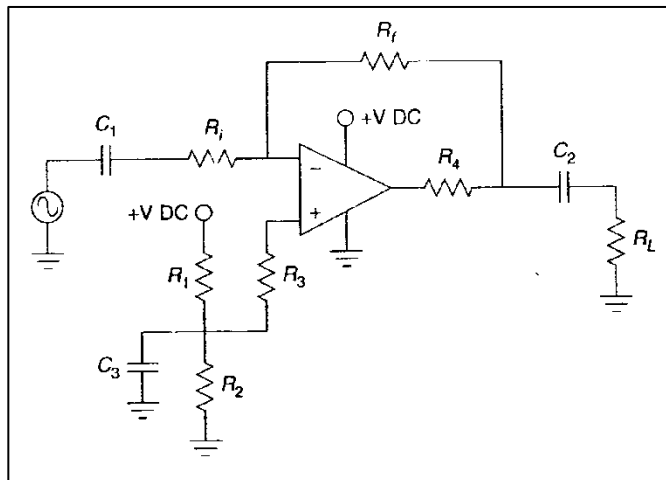 R_f
+V DC
C_1
R_i
R_4
C_2
−
+
+V DC
R_L
R_1
R_3
C_3
R_2